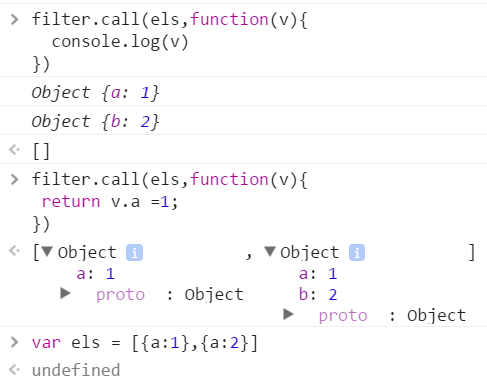 > filter.call(els,function(v){
console.log(v)
})
Object {a: 1}
Object {b: 2}
[]
> filter.call(els,function(v){
return v.a =1;
})
[▼Object i , ▼Object i ]
a: 1 a: 1
▶ proto : Object b: 2
▶ proto : Object
> var els = [{a:1},{a:2}]
undefined